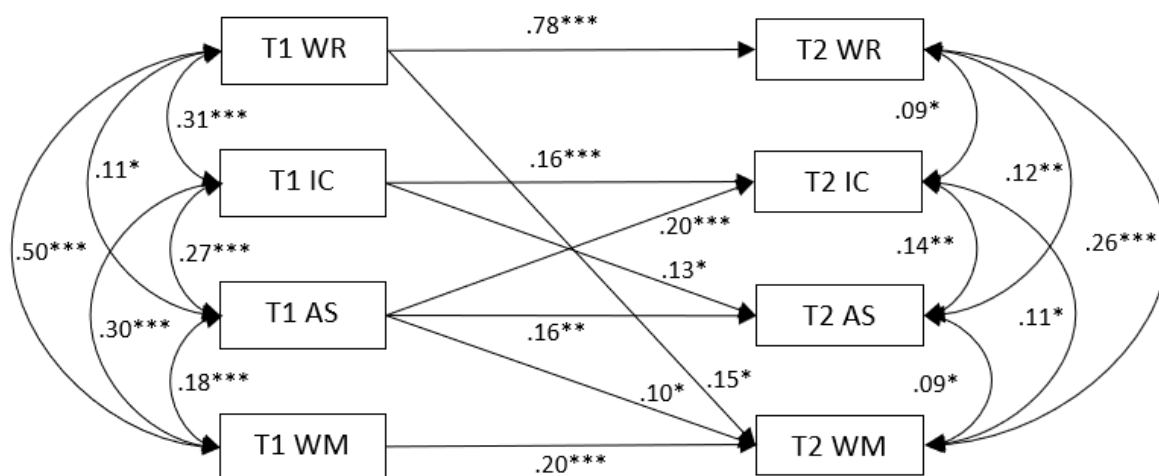 .78***
T1 WR
T2 WR
.31***
.09*
.11*
.16***
.12**
T1 IC
T2 IC
.20***
.50***
.27***
.14**
.26***
.13*
T1 AS
T2 AS
.30***
.16**
.11*
.18***
.10*
.15*
.09*
T1 WM
T2 WM
.20***